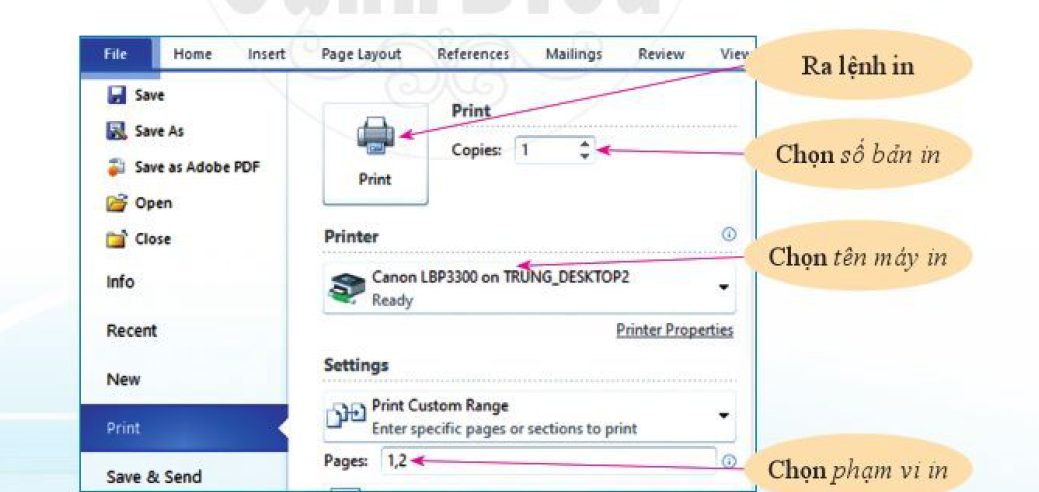 Cánh Diều
File Home Insert Page Layout References Mailings Review View
Ra lệnh in
Save
Save As
Save as Adobe PDF
Open
Close
Info
Recent
New
Print
Save & Send
Print
Print
Copies: 1
Chọn số bản in
Printer
Canon LBP3300 on TRUNG_DESKTOP2
Ready
Chọn tên máy in
Printer Properties
Settings
Print Custom Range
Enter specific pages or sections to print
Pages: 1,2
Chọn phạm vi in